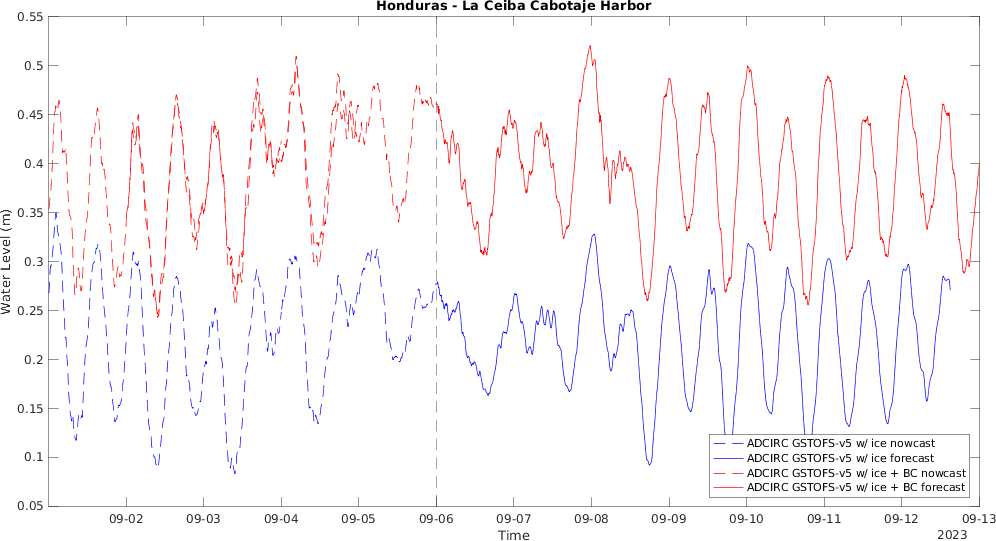 Honduras - La Ceiba Cabotaje Harbor
0.55
0.5
0.45
0.4
0.35
0.3
0.25
0.2
0.15
0.1
0.05
Water Level (m)
ADCIRC GSTOFS-v5 w/ ice nowcast
ADCIRC GSTOFS-v5 w/ ice forecast
ADCIRC GSTOFS-v5 w/ ice + BC nowcast
ADCIRC GSTOFS-v5 w/ ice + BC forecast
09-02 09-03 09-04 09-05 09-06 09-07 09-08 09-09 09-10 09-11 09-12 09-13
Time
2023